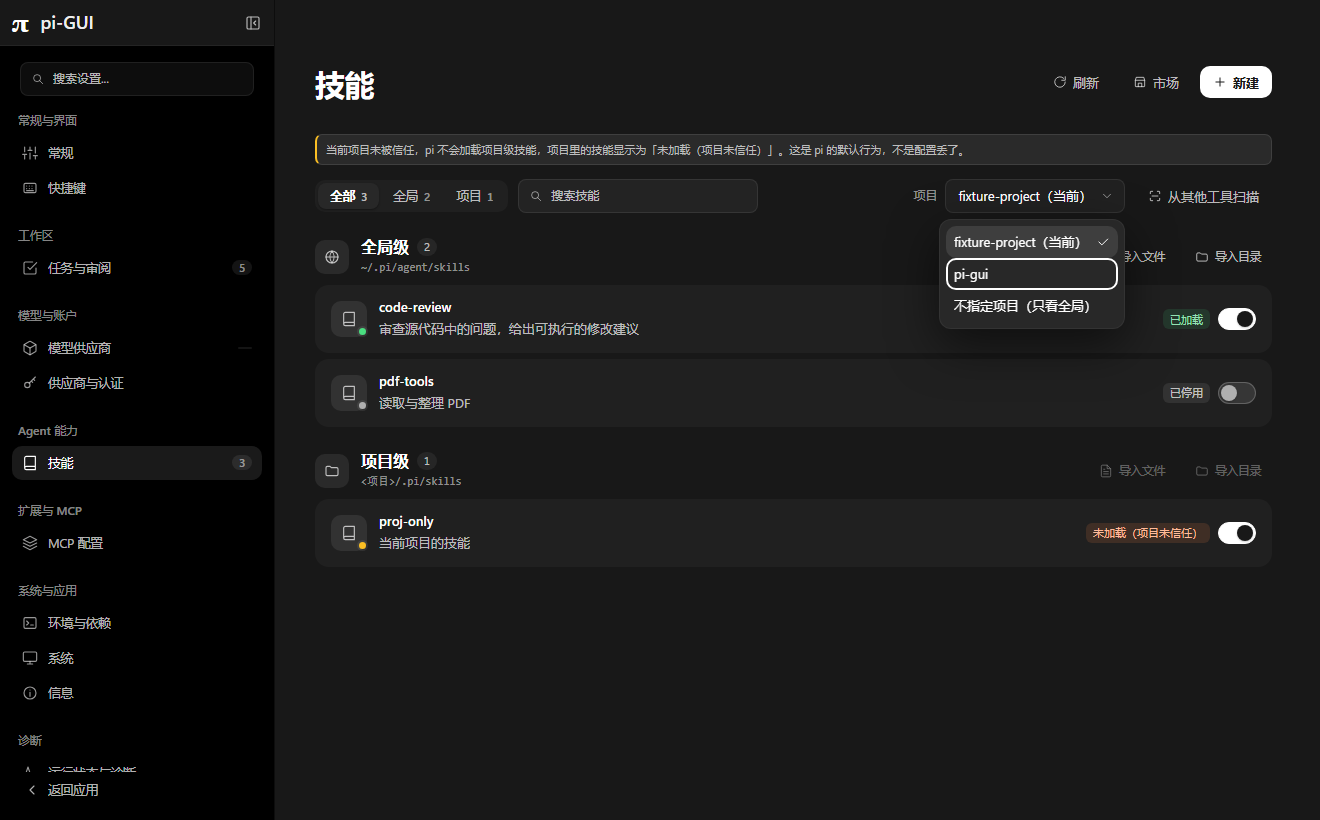 π pi-GUI
搜索设置...
常规与界面
常规
快捷键
工作区
任务与审阅 5
模型与账户
模型供应商
供应商与认证
Agent 能力
技能 3
扩展与 MCP
MCP 配置
系统与应用
环境与依赖
系统
信息
诊断
运行状态与诊断
返回应用
技能
刷新
市场
新建
当前项目未被信任，pi 不会加载项目级技能，项目里的技能显示为「未加载（项目未信任）」。这是 pi 的默认行为，不是配置丢了。
全部 3 全局 2 项目 1
搜索技能
项目
fixture-project（当前）
从其他工具扫描
fixture-project（当前）
pi-gui
不指定项目（只看全局）
全局级 2
~/.pi/agent/skills
导入文件
导入目录
code-review
审查源代码中的问题，给出可执行的修改建议
已加载
pdf-tools
读取与整理 PDF
已停用
项目级 1
<项目>/.pi/skills
导入文件
导入目录
proj-only
当前项目的技能
未加载（项目未信任）